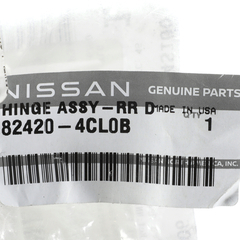 NISSAN GENUINE PARTS
HINGE ASSY-RR D MADE IN USA
QTY
82420-4CL0B 1